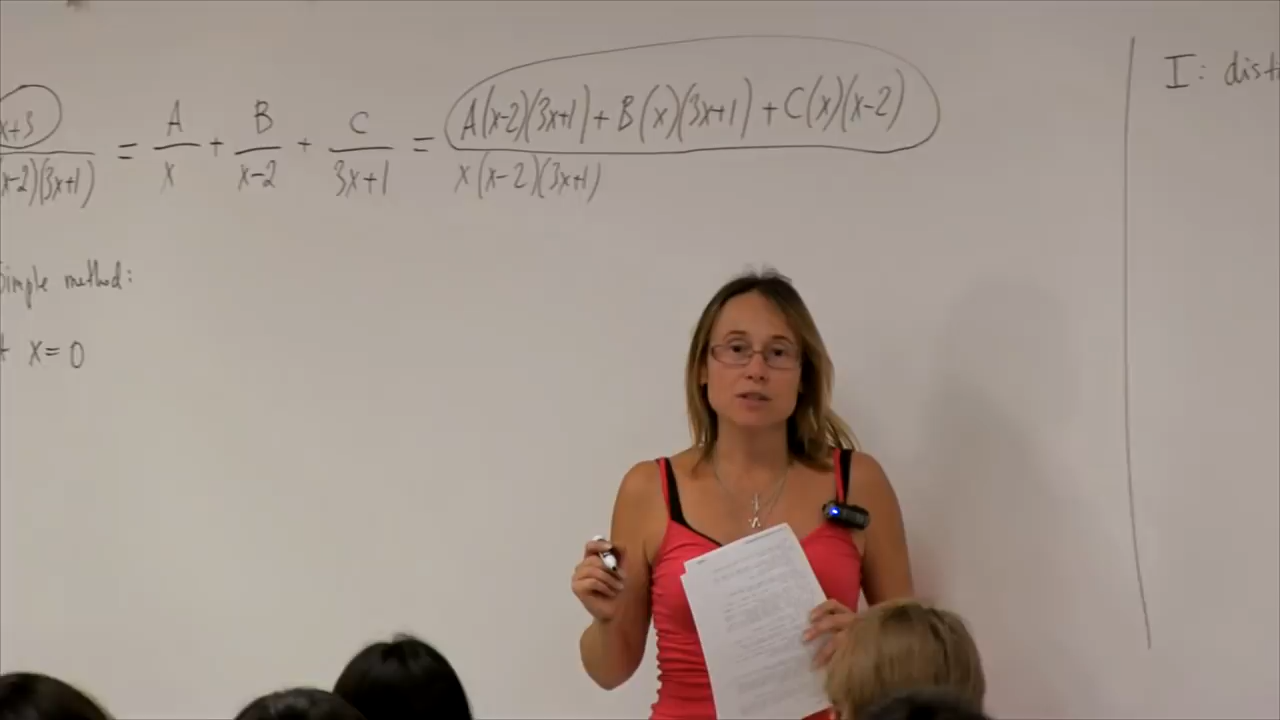 x+3 / (x-2)(3x+1) = A/x + B/(x-2) + C/(3x+1) = A(x-2)(3x+1) + B(x)(3x+1) + C(x)(x-2) / x(x-2)(3x+1)
Simple method:
x=0
I: disti